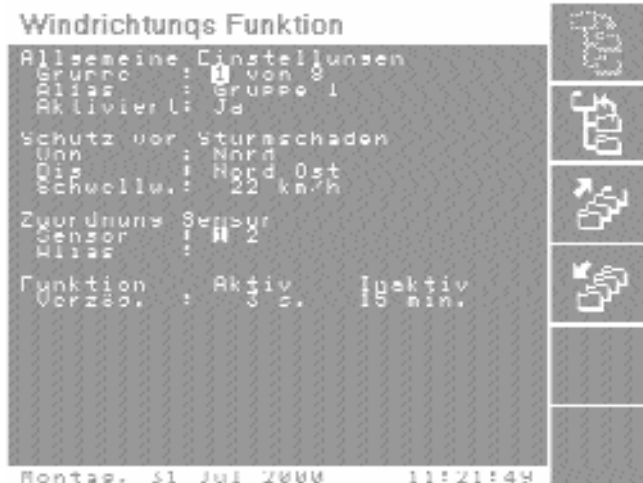 Windrichtungs Funktion
Allgemeine Einstellungen
Gruppe : 1 von 8
Alias : Gruppe 1
Aktiviert: Ja
Schutz vor Sturmschaden
Von : Nord
Bis : Nord Ost
Schwellw.: 22 km/h
Zuordnung Sensor
Sensor : 1 2
Alias :
Funktion Aktiv Inaktiv
Verzög. : 3 s. 15 min.
Montag, 31 Jul 2000 11:21:49